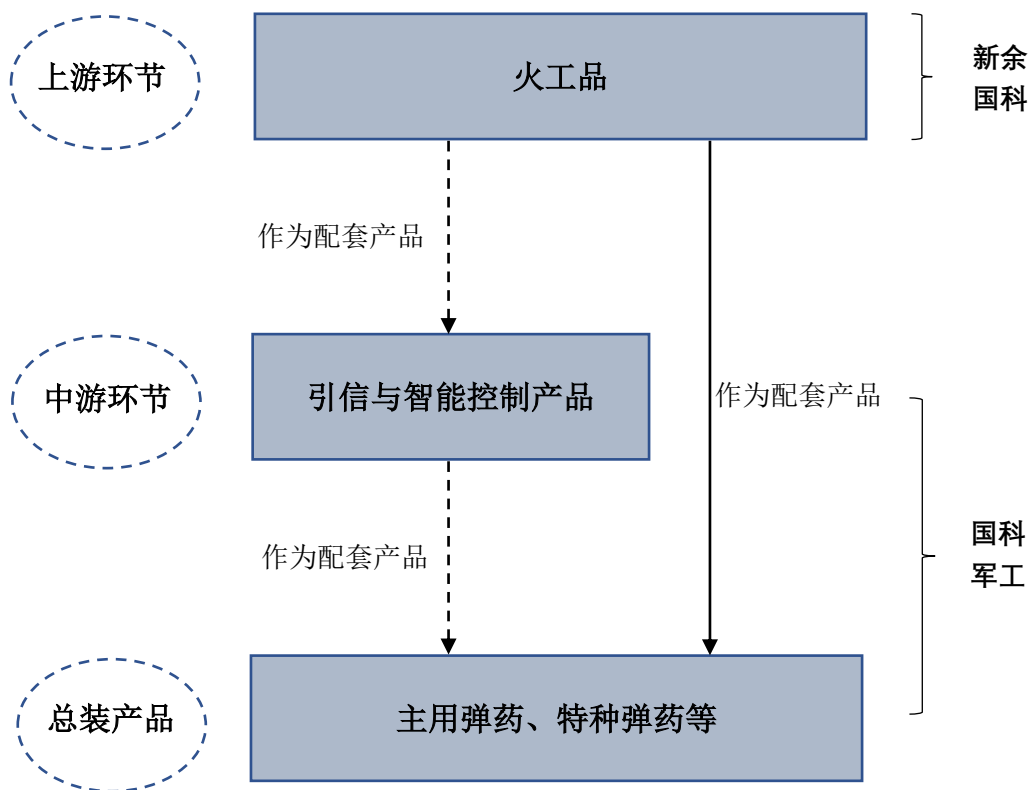 上游环节
火工品
新余
国科
作为配套产品
中游环节
引信与智能控制产品
作为配套产品
作为配套产品
国科
军工
总装产品
主用弹药、特种弹药等